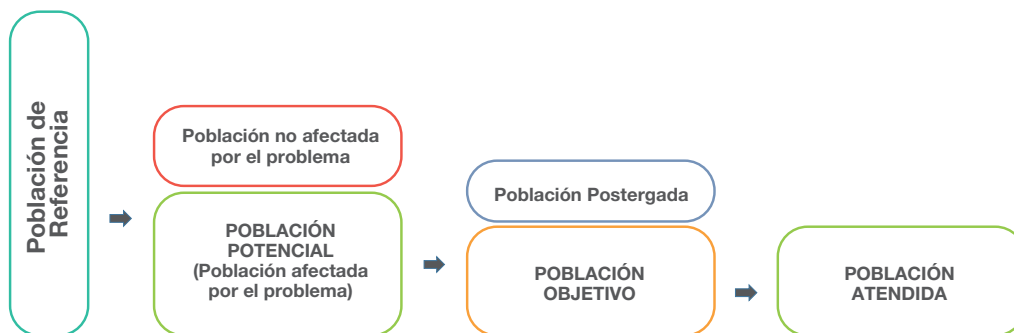 Población de
Referencia
Población no afectada
por el problema
POBLACIÓN
POTENCIAL
(Población afectada
por el problema)
Población Postergada
POBLACIÓN
OBJETIVO
POBLACIÓN
ATENDIDA